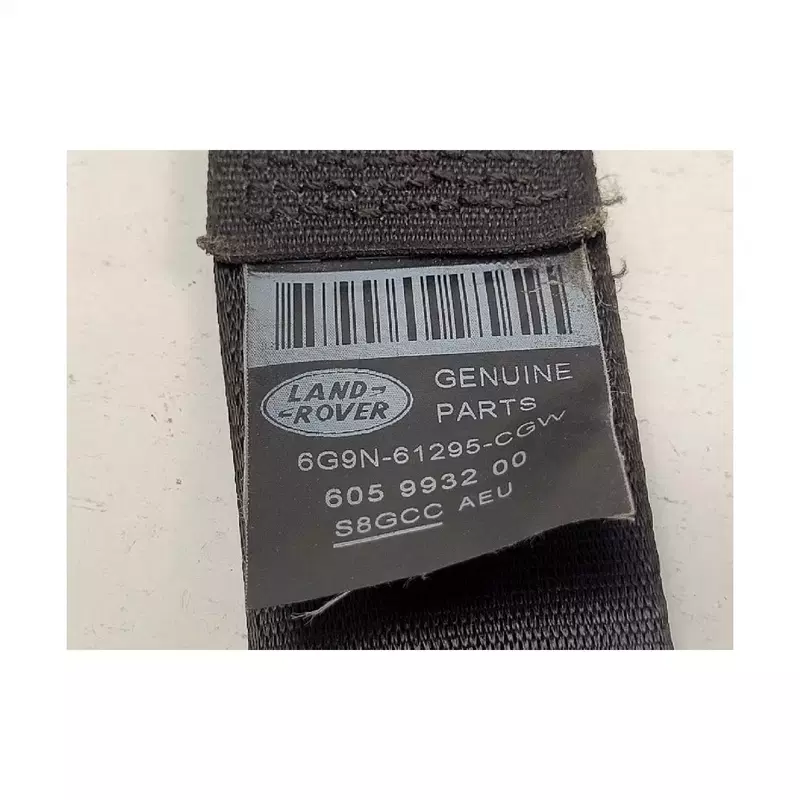 LAND-
-ROVER
GENUINE
PARTS
6G9N-61295-CGW
605 9932 00
S8GCC AEU